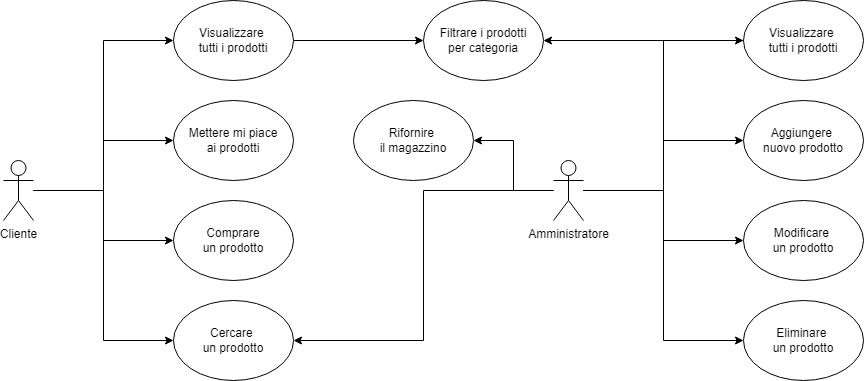 Visualizzare
tutti i prodotti
Filtrare i prodotti
per categoria
Visualizzare
tutti i prodotti
Mettere mi piace
ai prodotti
Rifornire
il magazzino
Aggiungere
nuovo prodotto
Cliente
Amministratore
Comprare
un prodotto
Modificare
un prodotto
Cercare
un prodotto
Eliminare
un prodotto